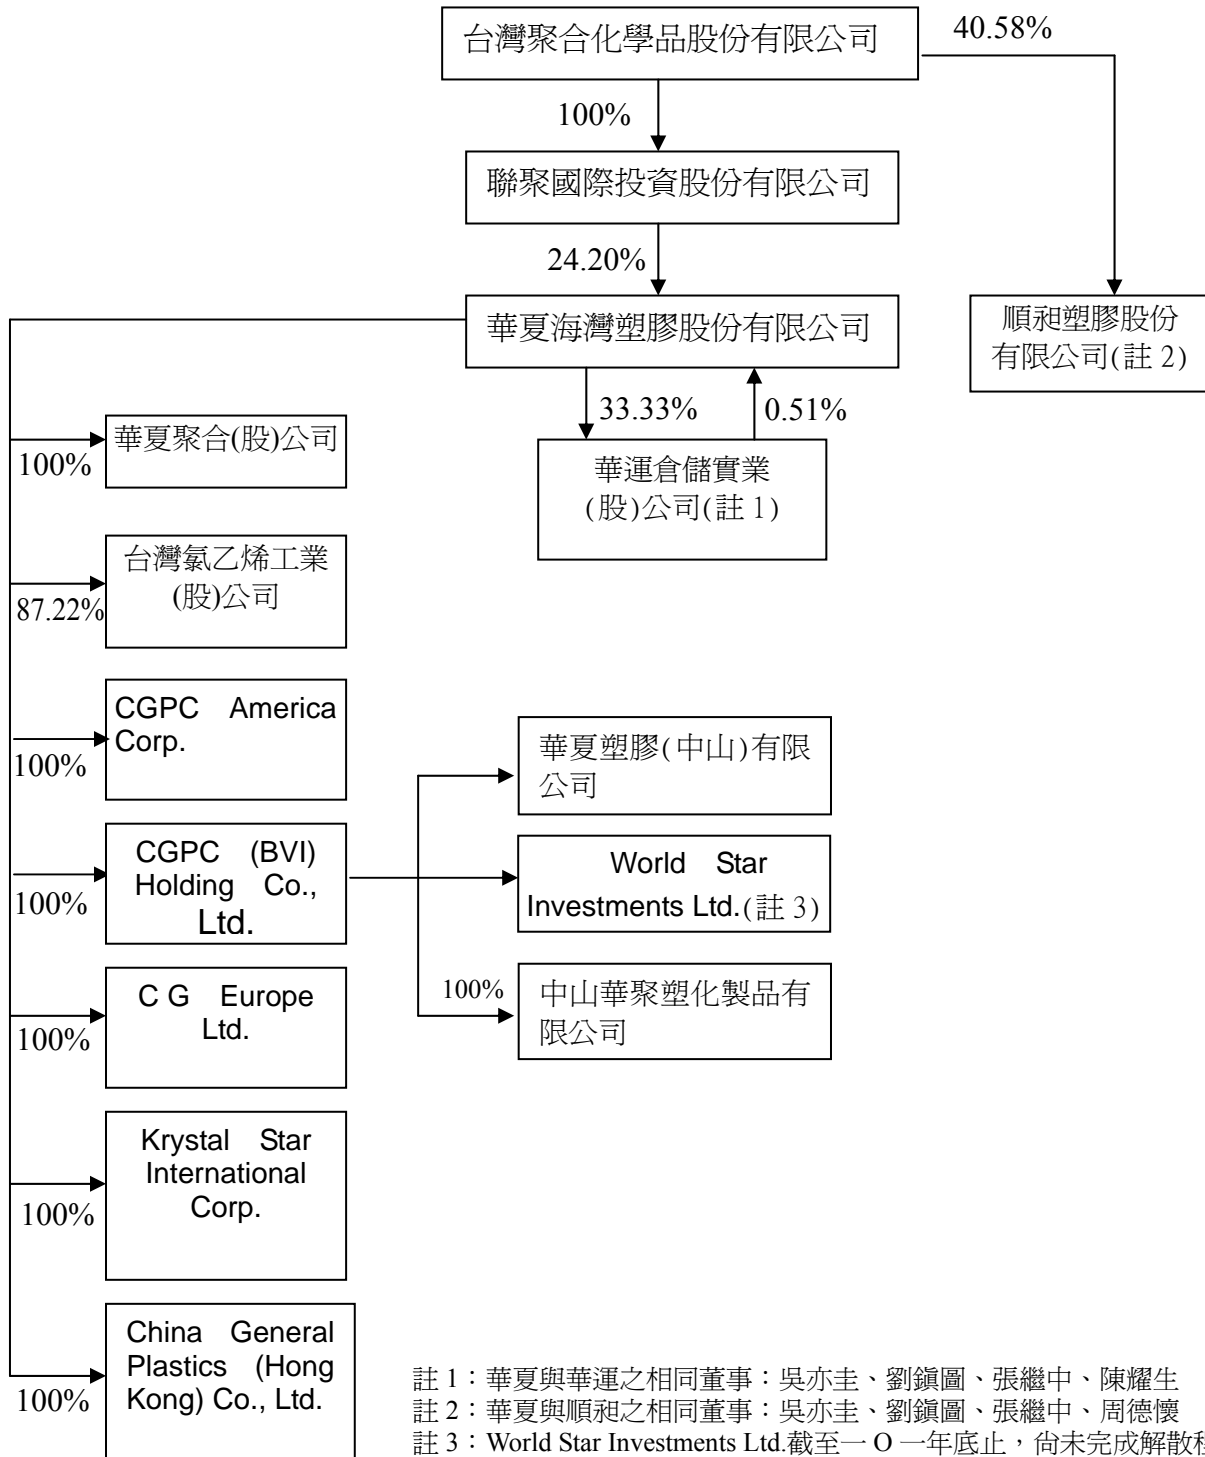 台灣聚合化學品股份有限公司
40.58%
100%
聯聚國際投資股份有限公司
24.20%
華夏海灣塑膠股份有限公司
順昶塑膠股份
有限公司(註 2)
33.33%
0.51%
華運倉儲實業
(股)公司(註 1)
華夏聚合(股)公司
100%
台灣氯乙烯工業
(股)公司
87.22%
CGPC America
Corp.
100%
CGPC (BVI)
Holding Co.,
Ltd.
100%
華夏塑膠(中山)有限
公司
World Star
Investments Ltd.(註 3)
100%
中山華聚塑化製品有
限公司
C G Europe
Ltd.
100%
Krystal Star
International
Corp.
100%
China General
Plastics (Hong
Kong) Co., Ltd.
100%
註 1：華夏與華運之相同董事：吳亦圭、劉鎮圖、張繼中、陳耀生
註 2：華夏與順昶之相同董事：吳亦圭、劉鎮圖、張繼中、周德懷
註 3：World Star Investments Ltd.截至一 O 一年底止，尚未完成解散